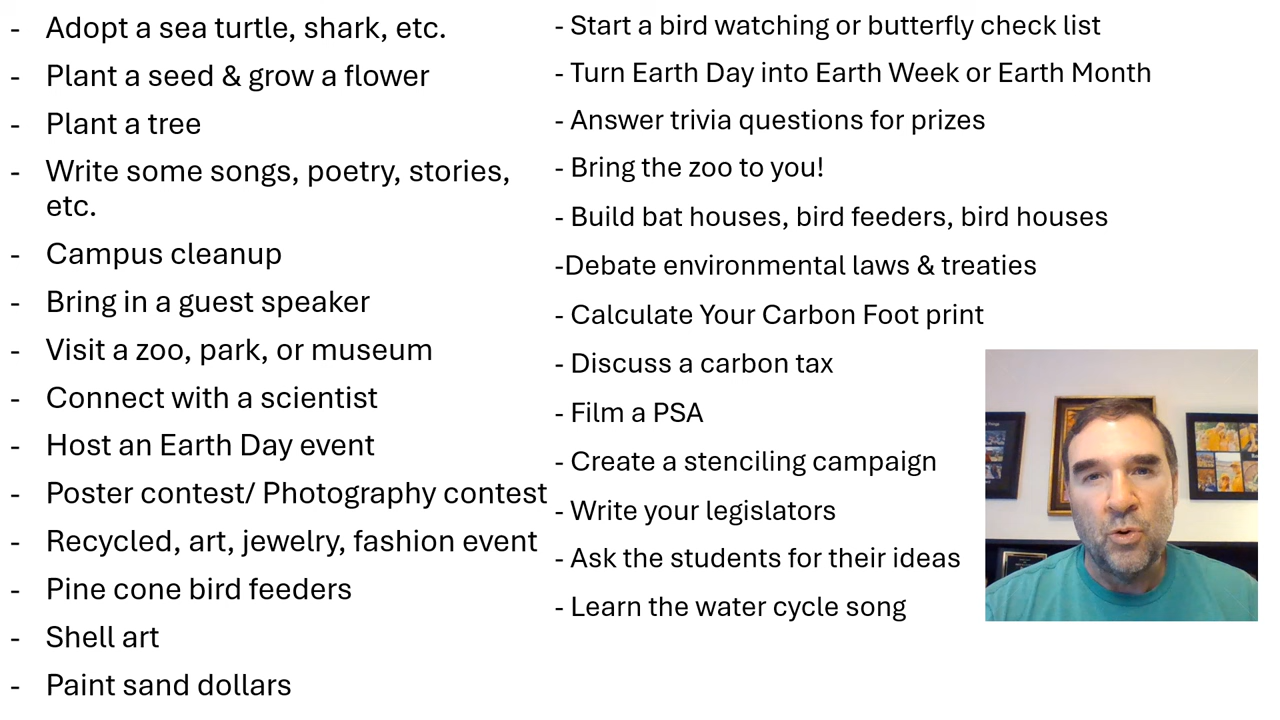 - Adopt a sea turtle, shark, etc.
- Plant a seed & grow a flower
- Plant a tree
- Write some songs, poetry, stories,
etc.
- Campus cleanup
- Bring in a guest speaker
- Visit a zoo, park, or museum
- Connect with a scientist
- Host an Earth Day event
- Poster contest/ Photography contest
- Recycled, art, jewelry, fashion event
- Pine cone bird feeders
- Shell art
- Paint sand dollars
- Start a bird watching or butterfly check list
- Turn Earth Day into Earth Week or Earth Month
- Answer trivia questions for prizes
- Bring the zoo to you!
- Build bat houses, bird feeders, bird houses
-Debate environmental laws & treaties
- Calculate Your Carbon Foot print
- Discuss a carbon tax
- Film a PSA
- Create a stenciling campaign
- Write your legislators
- Ask the students for their ideas
- Learn the water cycle song